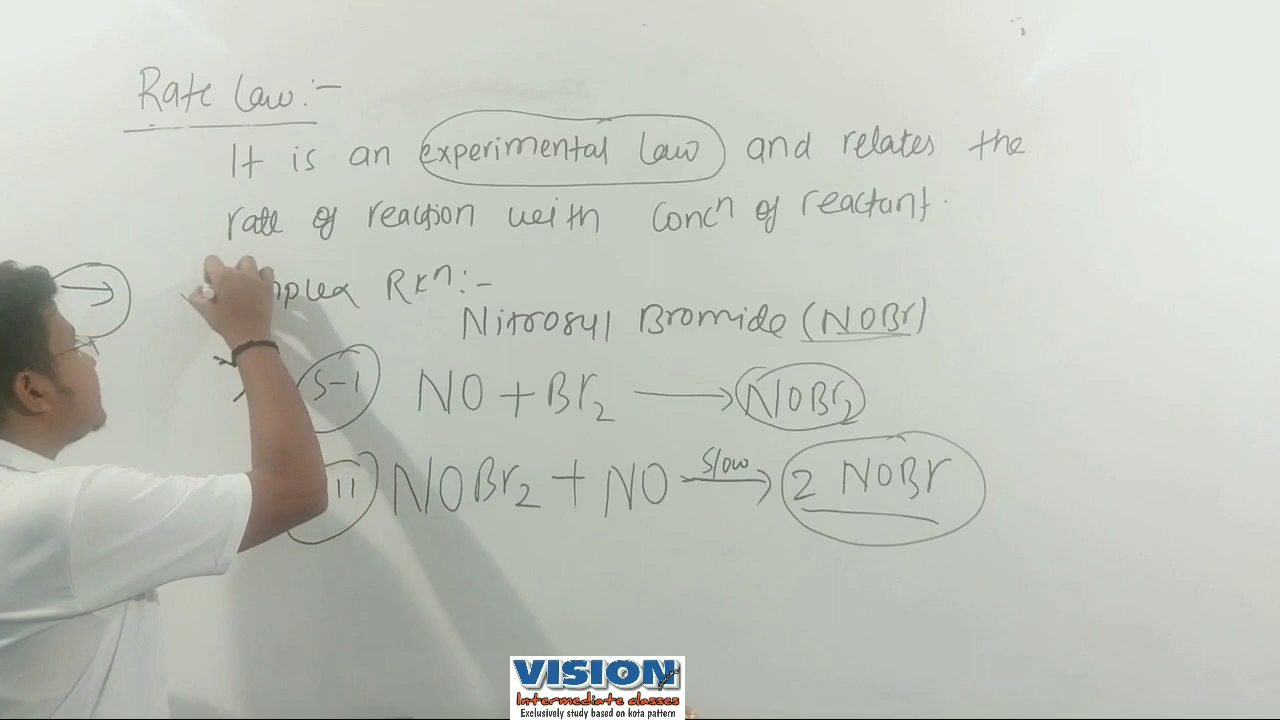 Rate Law:-
It is an experimental Law and relates the
rate of reaction with Concn of reactant.
Rxn:-
Nitrosyl Bromide (NOBr)
S-1 NO + Br2 → NOBr2
II NOBr2 + NO slow → 2 NOBr
VISION
Intermediate classes
Exclusively study based on kota pattern